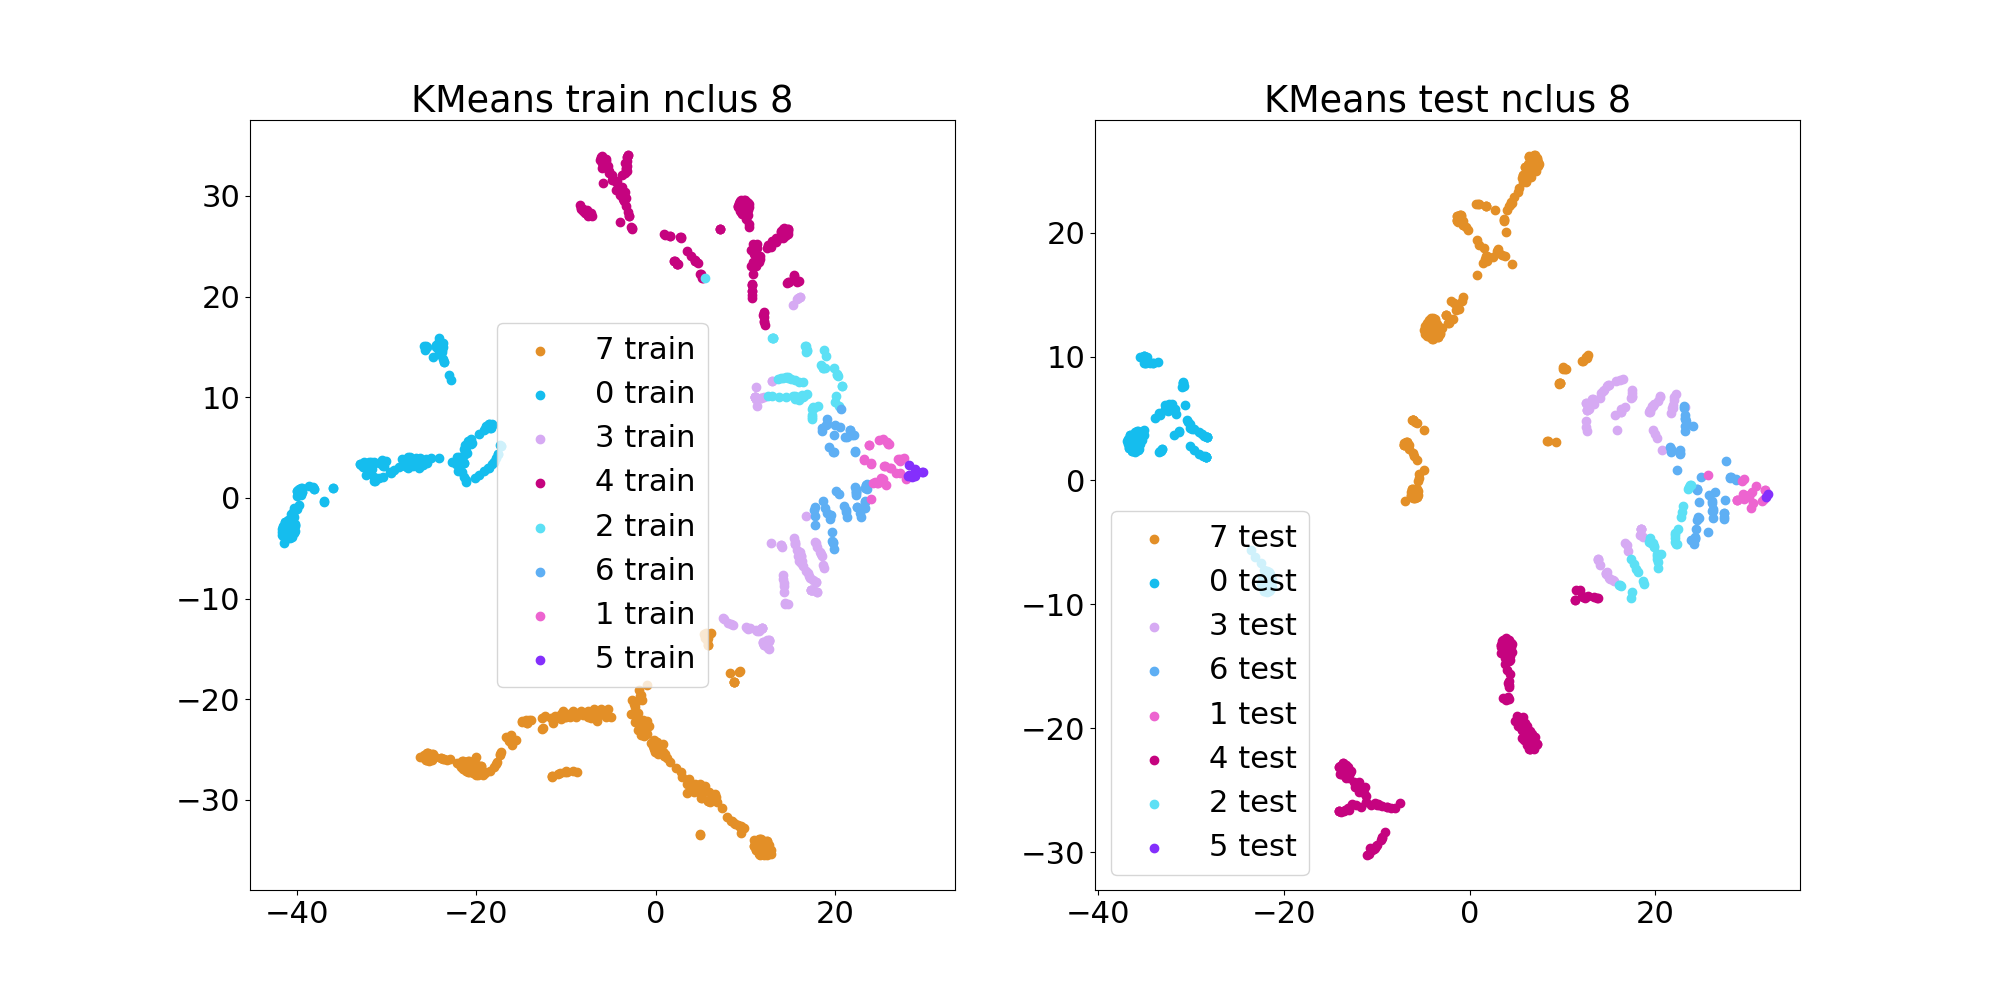 KMeans train nclus 8
30
20
10
0
−10
−20
−30
−40
−20
0
20
7 train
0 train
3 train
4 train
2 train
6 train
1 train
5 train
KMeans test nclus 8
20
10
0
−10
−20
−30
−40
−20
0
20
7 test
0 test
3 test
6 test
1 test
4 test
2 test
5 test